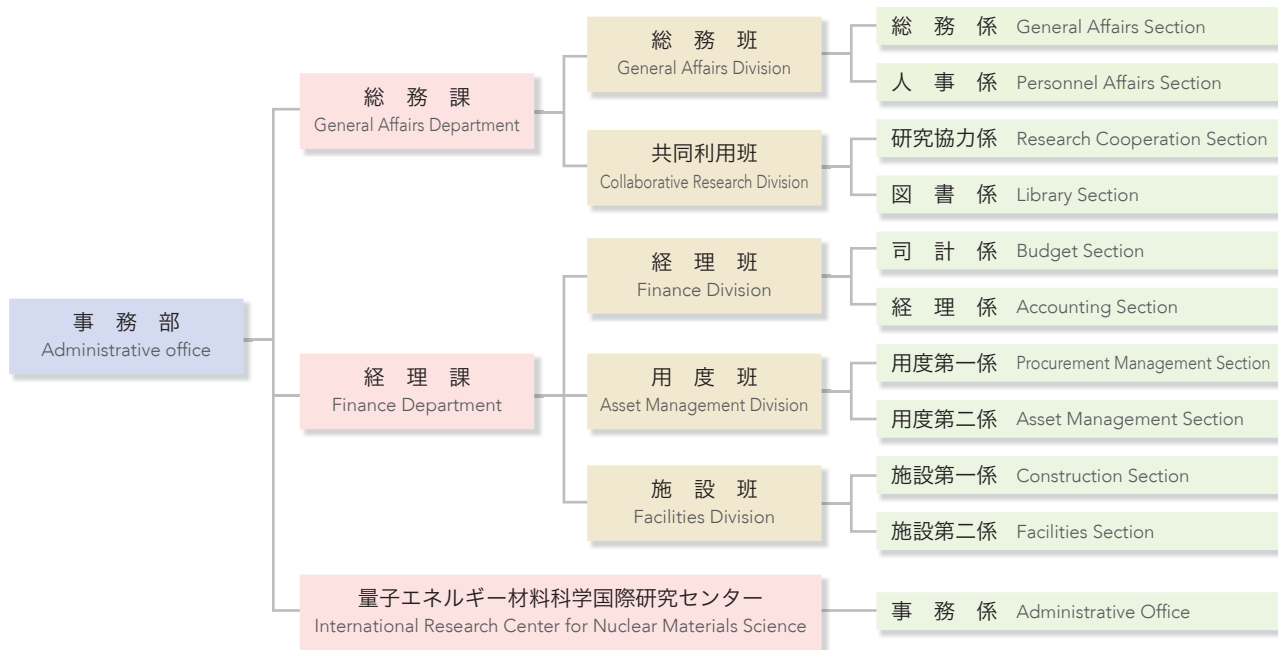 事 務 部
Administrative office
総 務 課
General Affairs Department
総 務 班
General Affairs Division
総 務 係 General Affairs Section
人 事 係 Personnel Affairs Section
共同利用班
Collaborative Research Division
研究協力係 Research Cooperation Section
図 書 係 Library Section
経 理 課
Finance Department
経 理 班
Finance Division
司 計 係 Budget Section
経 理 係 Accounting Section
用 度 班
Asset Management Division
用度第一係 Procurement Management Section
用度第二係 Asset Management Section
施 設 班
Facilities Division
施設第一係 Construction Section
施設第二係 Facilities Section
量子エネルギー材料科学国際研究センター
International Research Center for Nuclear Materials Science
事 務 係 Administrative Office